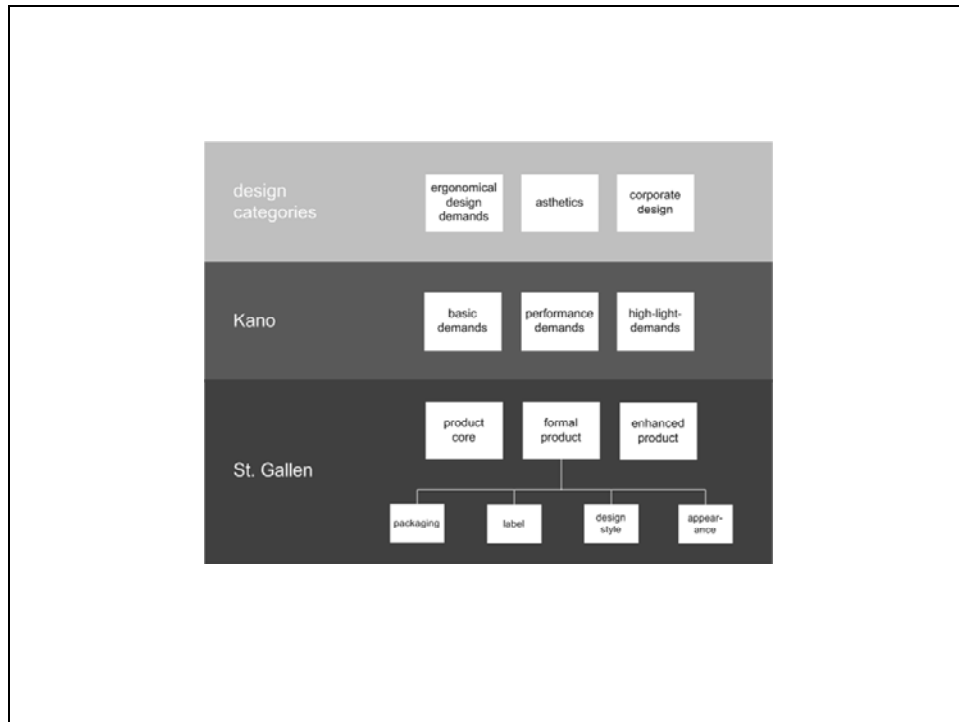 design
categories
ergonomical
design
demands
asthetics
corporate
design
Kano
basic
demands
performance
demands
high-light-
demands
St. Gallen
product
core
formal
product
enhanced
product
packaging
label
design
style
appear-
ance